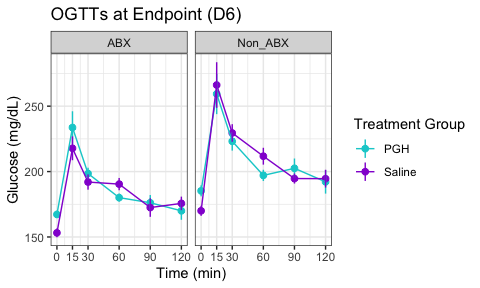 OGTTs at Endpoint (D6)
ABX Non_ABX
Glucose (mg/dL)
250
200
150
0 15 30 60 90 120 0 15 30 60 90 120
Time (min)
Treatment Group
PGH
Saline